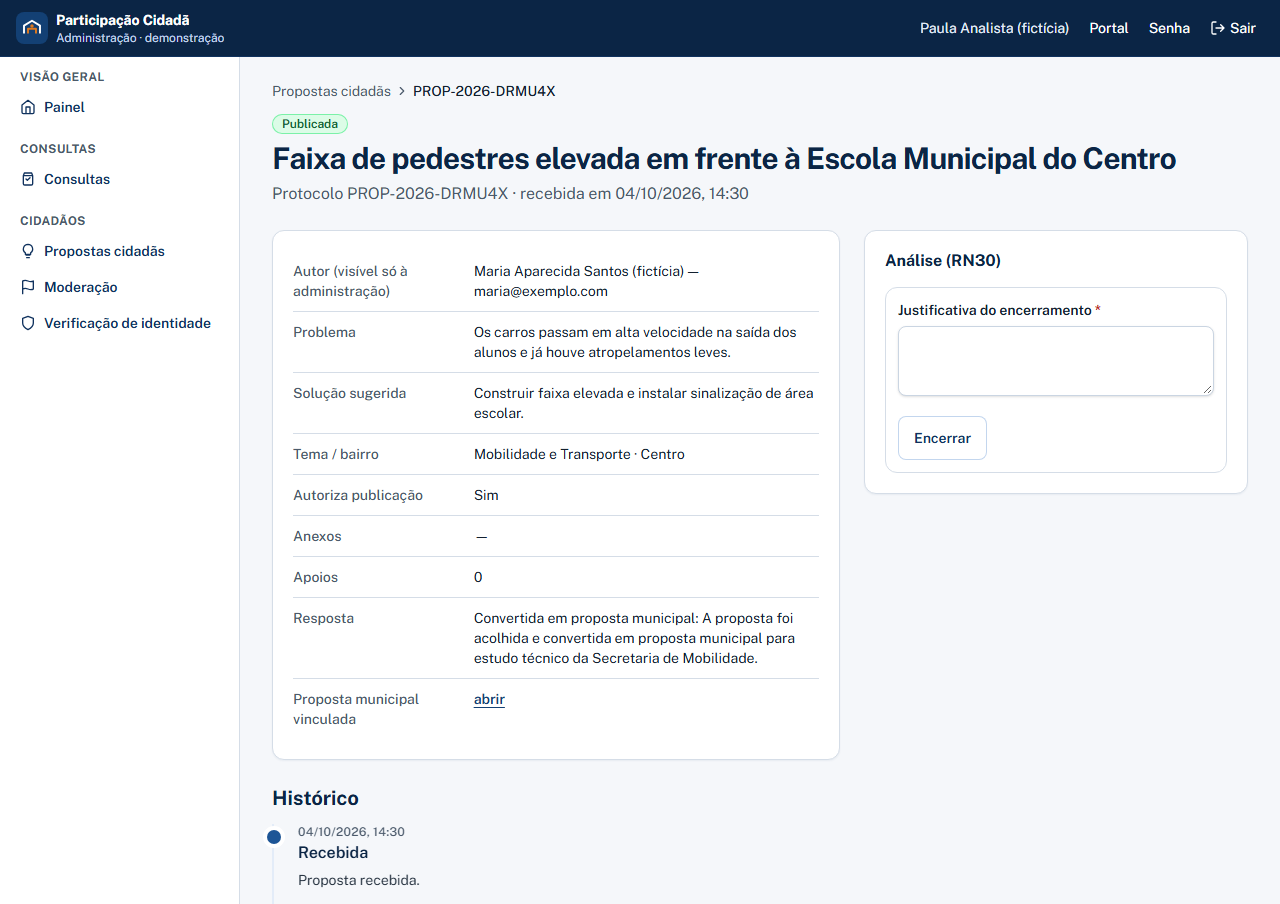 Participação Cidadã
Administração · demonstração
Paula Analista (fictícia)
Portal
Senha
Sair
VISÃO GERAL
Painel
CONSULTAS
Consultas
CIDADÃOS
Propostas cidadãs
Moderação
Verificação de identidade
Propostas cidadãs > PROP-2026-DRMU4X
Publicada
Faixa de pedestres elevada em frente à Escola Municipal do Centro
Protocolo PROP-2026-DRMU4X · recebida em 04/10/2026, 14:30
Autor (visível só à
administração)
Maria Aparecida Santos (fictícia) —
maria@exemplo.com
Problema
Os carros passam em alta velocidade na saída dos
alunos e já houve atropelamentos leves.
Solução sugerida
Construir faixa elevada e instalar sinalização de área
escolar.
Tema / bairro
Mobilidade e Transporte · Centro
Autoriza publicação
Sim
Anexos
—
Apoios
0
Resposta
Convertida em proposta municipal: A proposta foi
acolhida e convertida em proposta municipal para
estudo técnico da Secretaria de Mobilidade.
Proposta municipal
vinculada
abrir
Análise (RN30)
Justificativa do encerramento *
Encerrar
Histórico
04/10/2026, 14:30
Recebida
Proposta recebida.